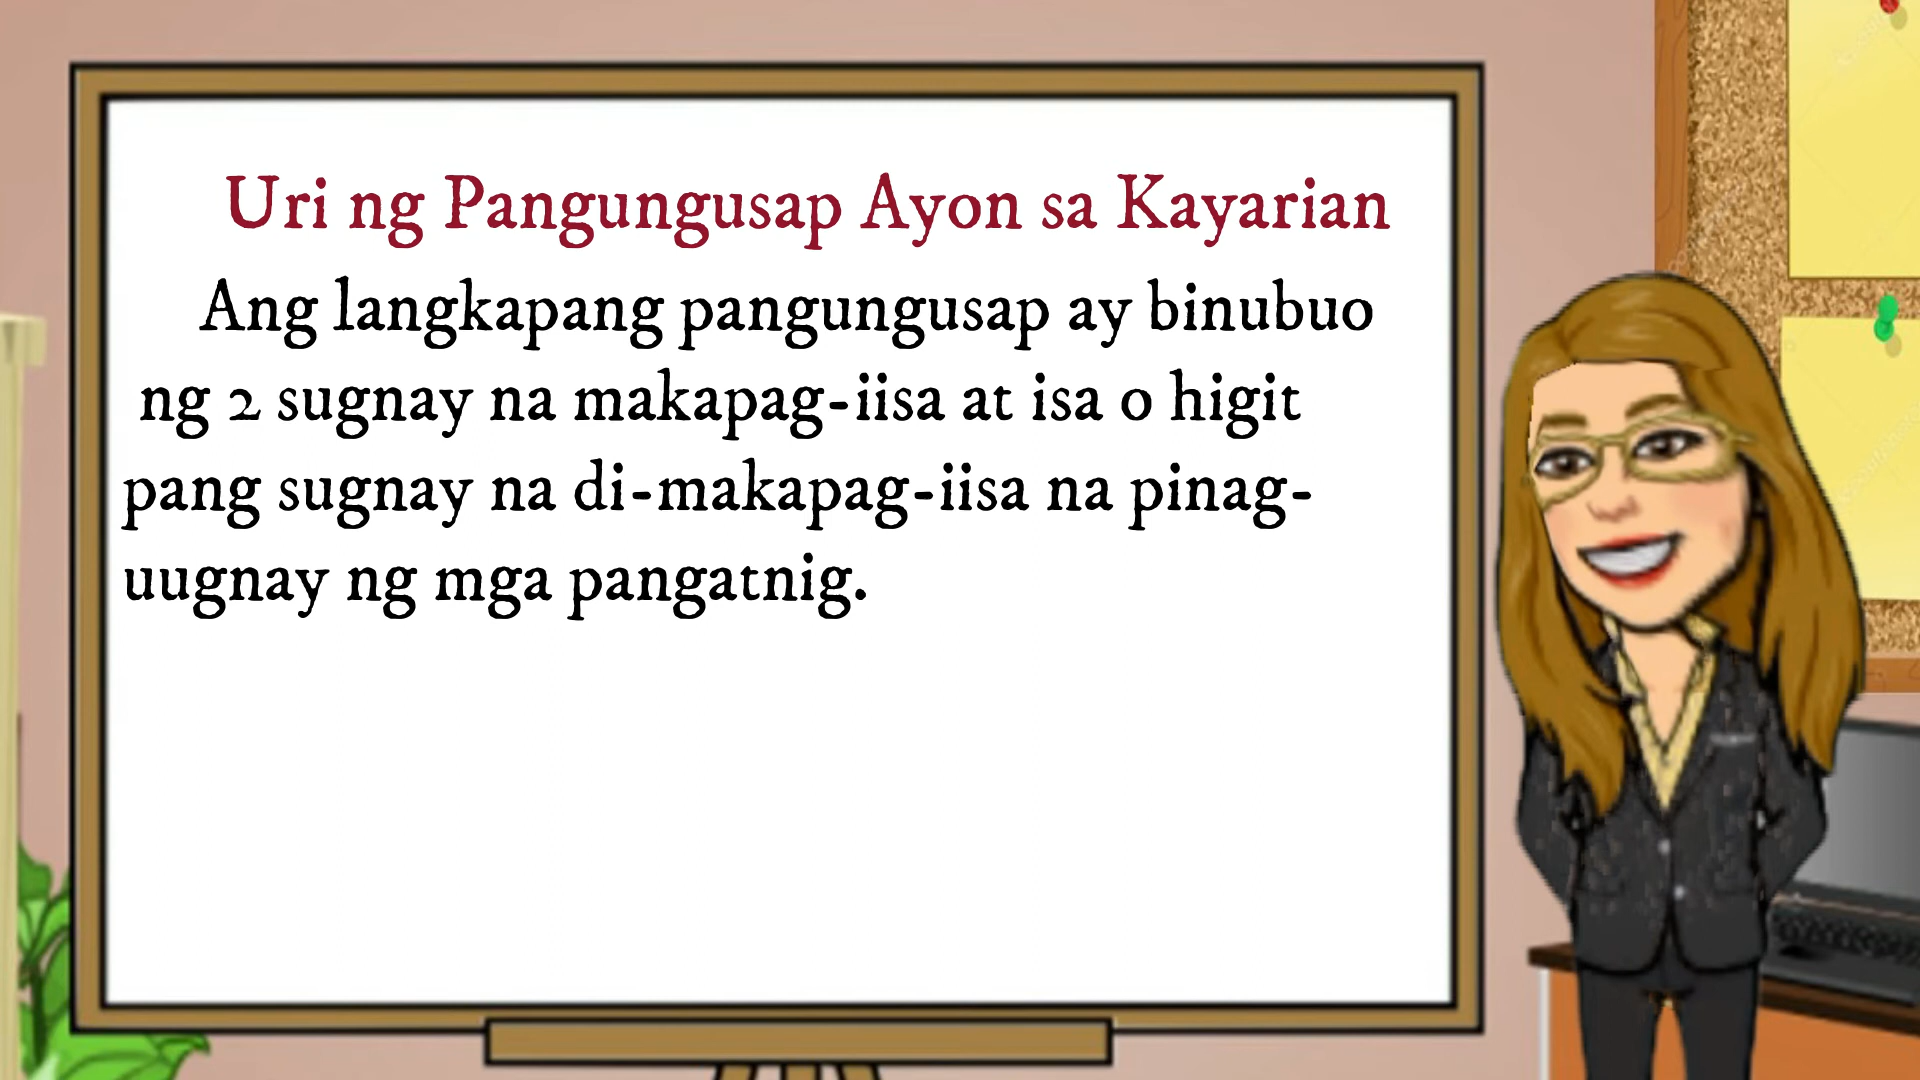 Uri ng Pangungusap Ayon sa Kayarian
Ang langkapang pangungusap ay binubuo
ng 2 sugnay na makapag-iisa at isa o higit
pang sugnay na di-makapag-iisa na pinag-
uugnay ng mga pangatnig.